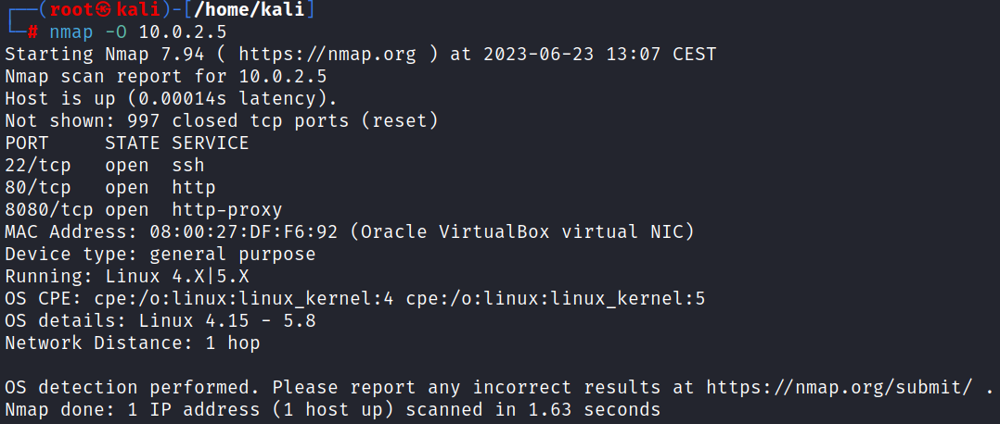 ┌──(root㉿kali)-[/home/kali]
└─# nmap -O 10.0.2.5
Starting Nmap 7.94 ( https://nmap.org ) at 2023-06-23 13:07 CEST
Nmap scan report for 10.0.2.5
Host is up (0.00014s latency).
Not shown: 997 closed tcp ports (reset)
PORT     STATE SERVICE
22/tcp   open  ssh
80/tcp   open  http
8080/tcp open  http-proxy
MAC Address: 08:00:27:DF:F6:92 (Oracle VirtualBox virtual NIC)
Device type: general purpose
Running: Linux 4.X|5.X
OS CPE: cpe:/o:linux:linux_kernel:4 cpe:/o:linux:linux_kernel:5
OS details: Linux 4.15 - 5.8
Network Distance: 1 hop

OS detection performed. Please report any incorrect results at https://nmap.org/submit/ .
Nmap done: 1 IP address (1 host up) scanned in 1.63 seconds